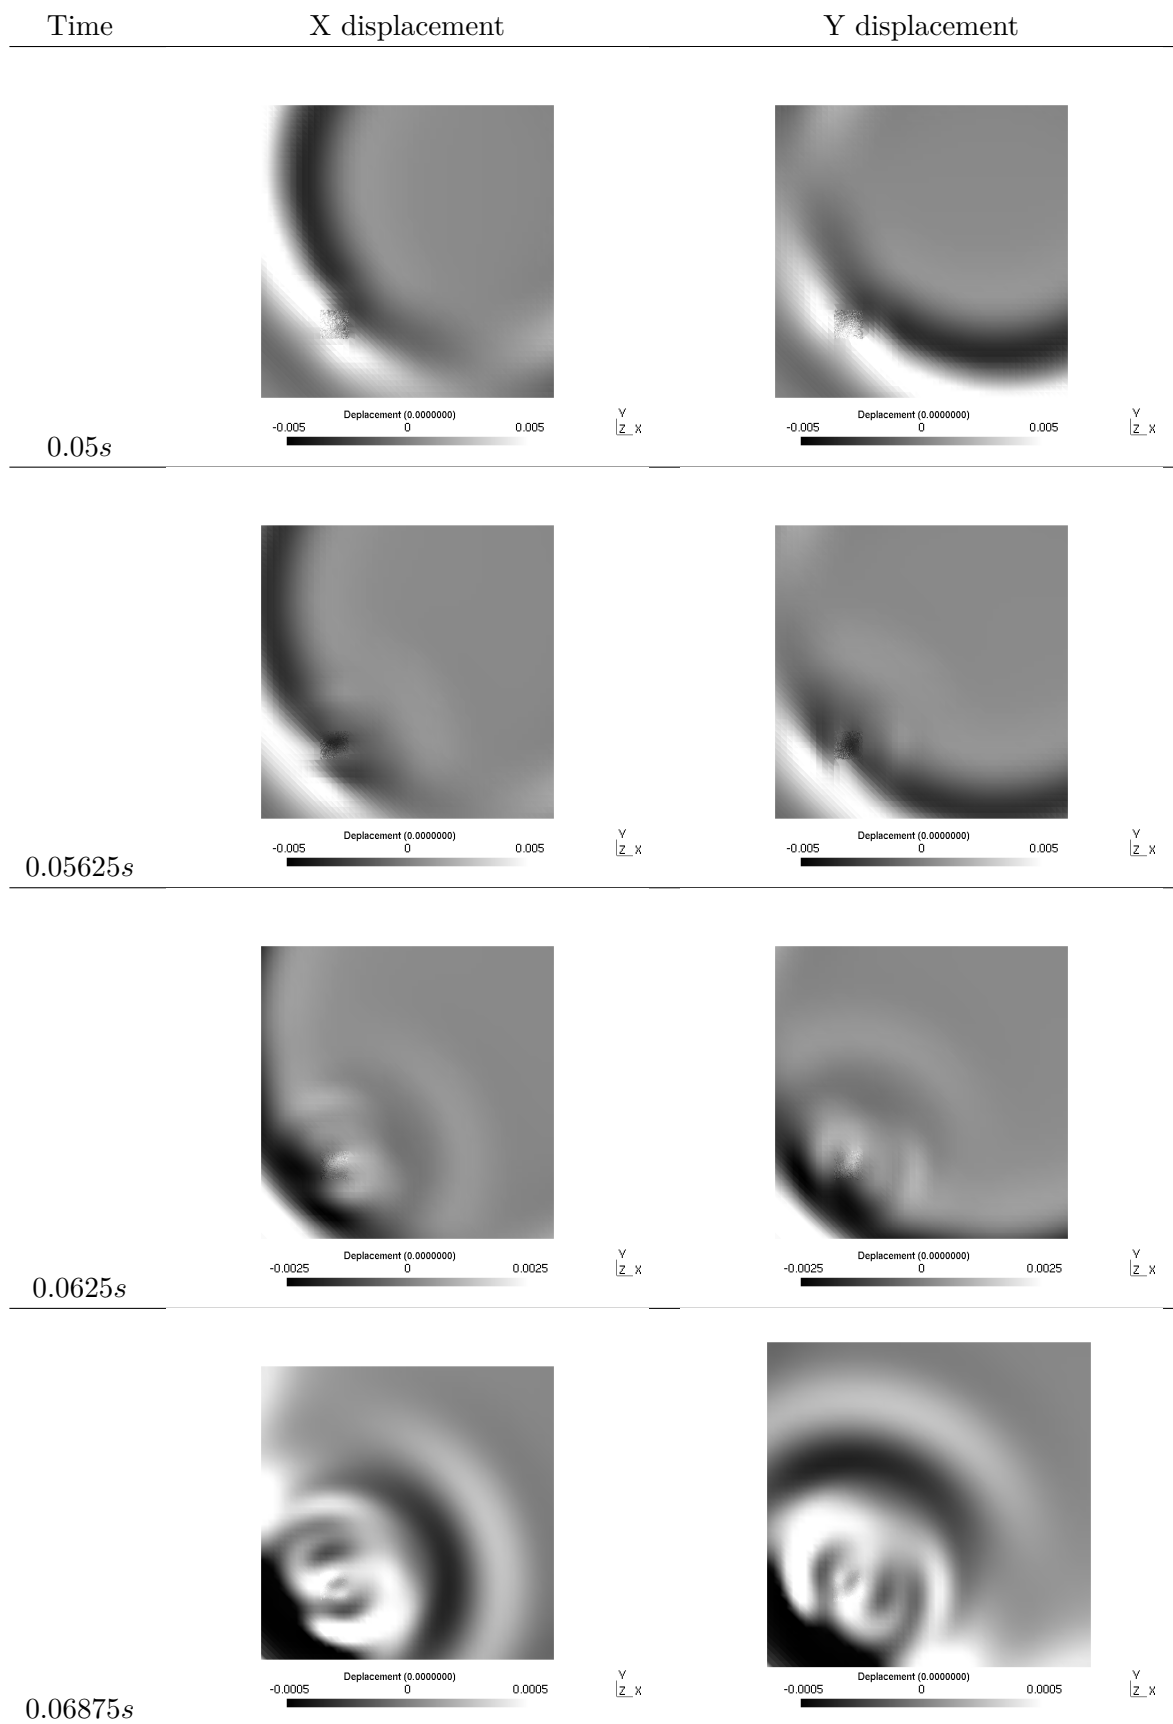 Time X displacement Y displacement
Deplacement (0.0000000) Deplacement (0.0000000)
-0.005 0 0.005 -0.005 0 0.005
Y Y
Z X Z X
0.05s
Deplacement (0.0000000) Deplacement (0.0000000)
-0.005 0 0.005 -0.005 0 0.005
Y Y
Z X Z X
0.05625s
Deplacement (0.0000000) Deplacement (0.0000000)
-0.0025 0 0.0025 -0.0025 0 0.0025
Y Y
Z X Z X
0.0625s
Deplacement (0.0000000) Deplacement (0.0000000)
-0.0005 0 0.0005 -0.0005 0 0.0005
Y Y
Z X Z X
0.06875s